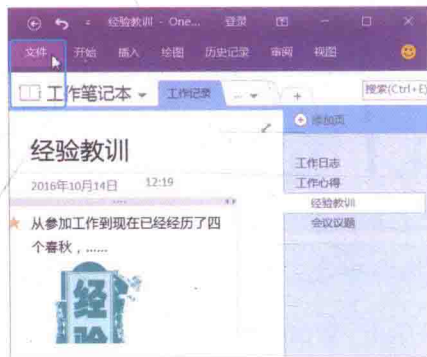 经验教训 - One... 登录
文件 开始 插入 绘图 历史记录 审阅 视图
工作笔记本 工作记录 搜索(Ctrl+E)
添加页
经验教训
2016年10月14日 12:19
从参加工作到现在已经经历了四
个春秋，......
经
验
工作日志
工作心得
经验教训
会议议题